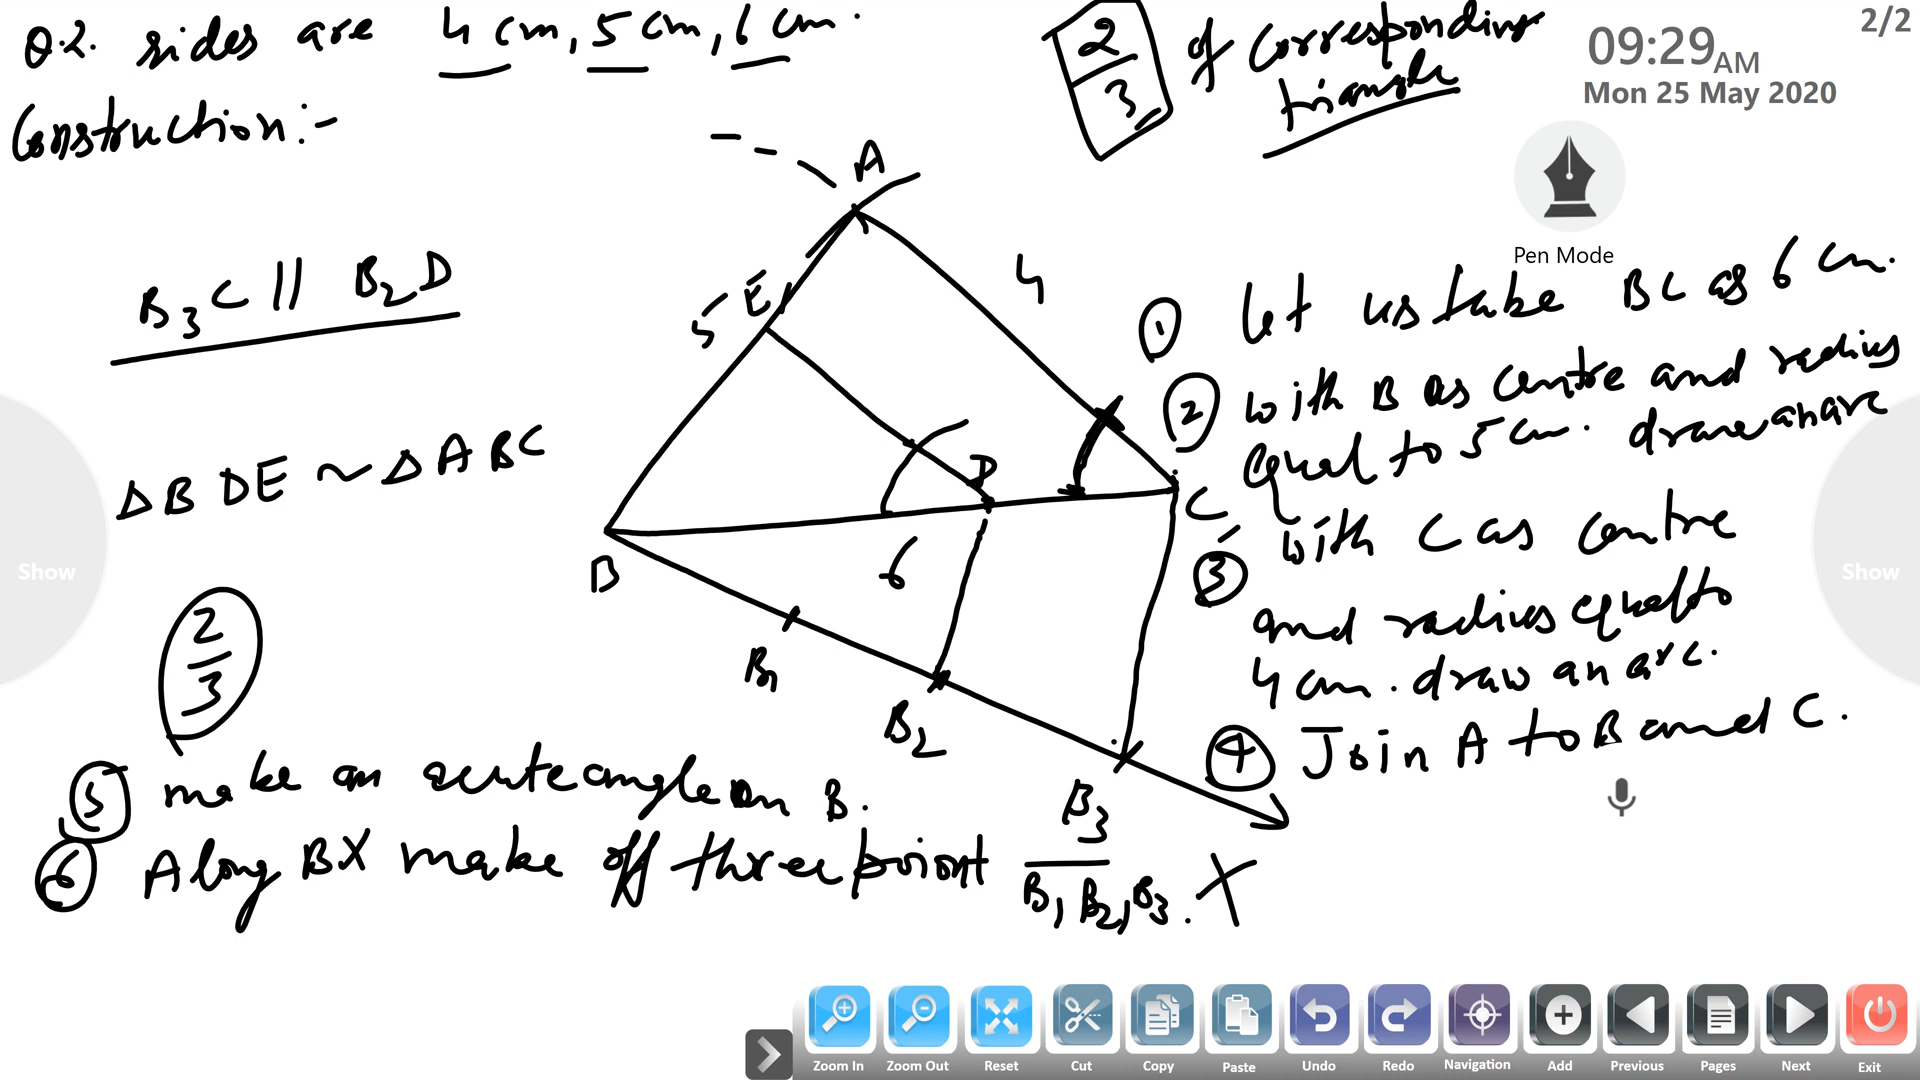 Q.2. sides are 4 cm, 5 cm, 6 cm.
2/3 of corresponding
triangle
2/2
09:29 AM
Mon 25 May 2020
Construction:-
Pen Mode
A
B3C || B2D
5 E
4
① let us take BC as 6 cm.
② with B as centre and radius
equal to 5 cm. draw an arc
△BDE ~ △ABC
D
C
③ with C as centre
and radius equal to
4 cm. draw an arc.
Show
Show
B
6
2/3
B1
B2
④ Join A to B and C.
⑤ make an acute angle on B.
B3
⑥ Along BX make off three point B1, B2, B3. X
Zoom In
Zoom Out
Reset
Cut
Copy
Paste
Undo
Redo
Navigation
Add
Previous
Pages
Next
Exit